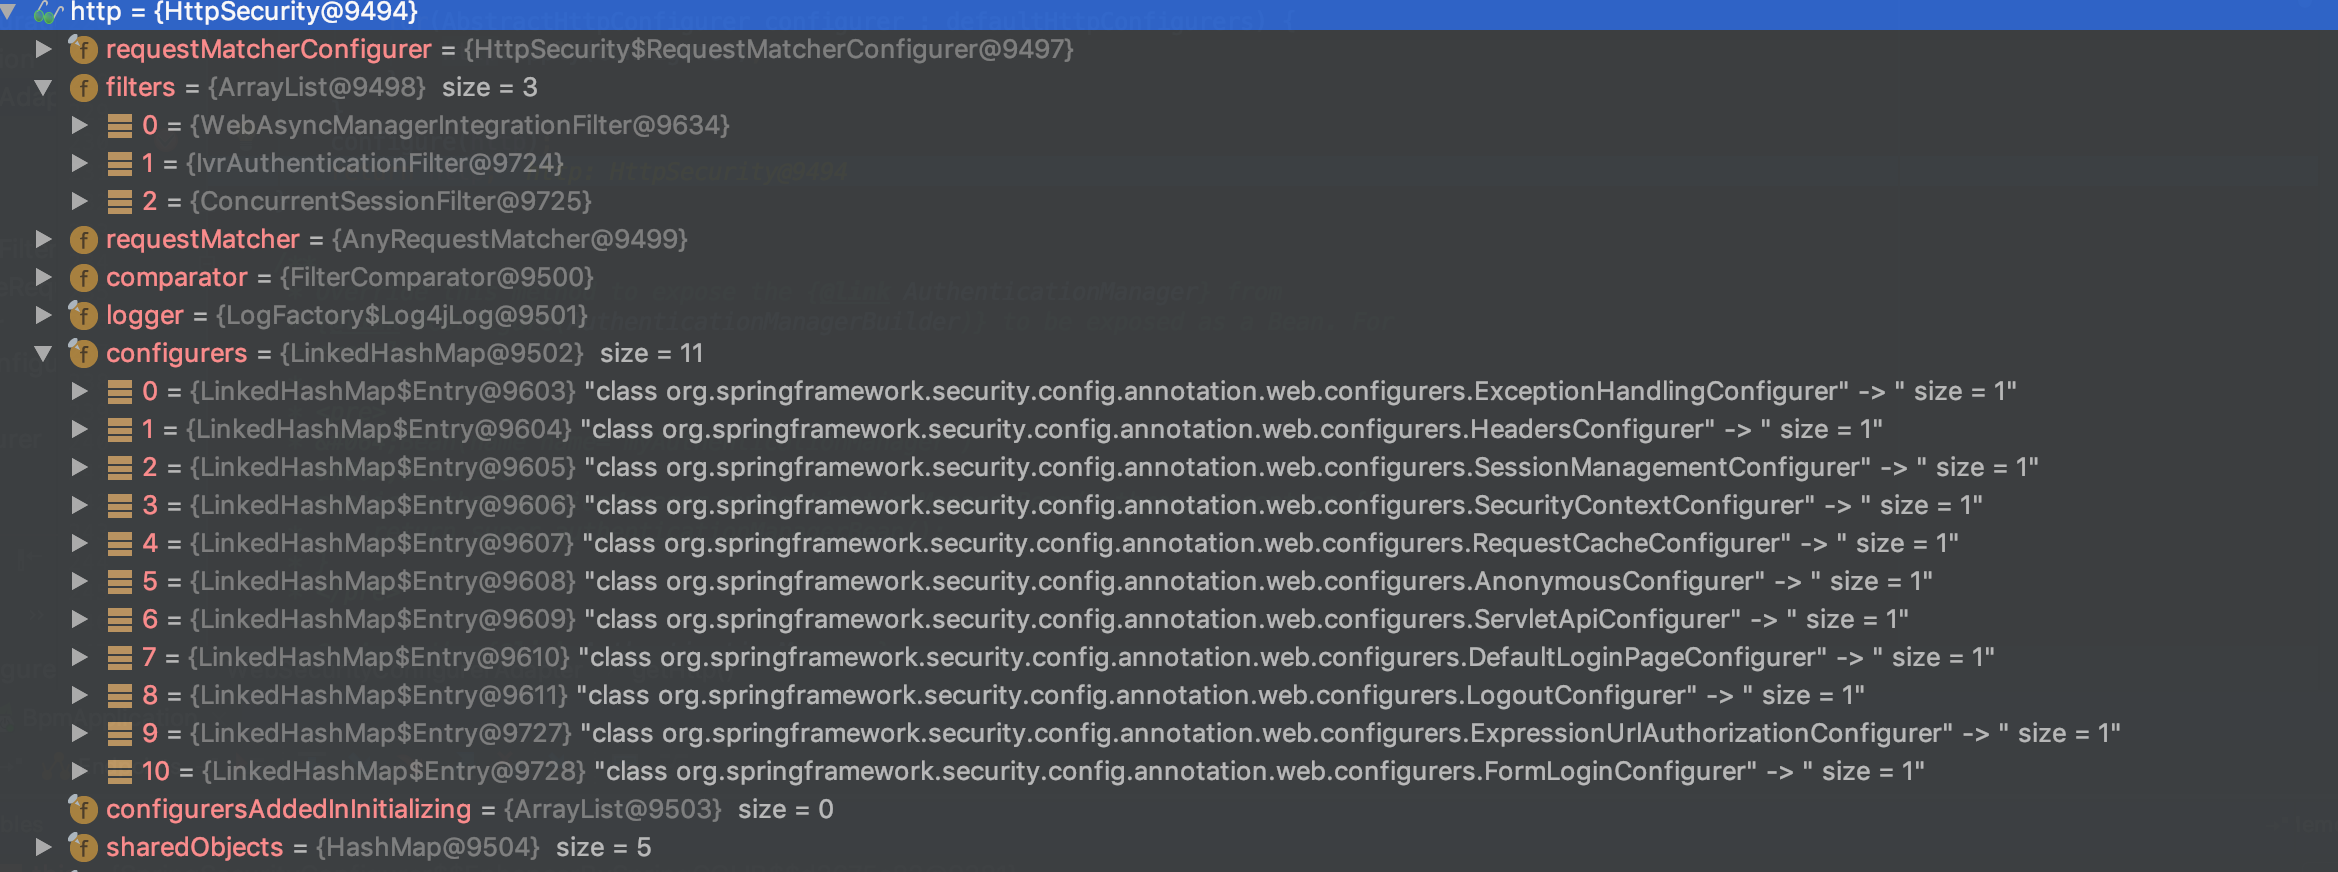 http = {HttpSecurity@9494}
requestMatcherConfigurer = {HttpSecurity$RequestMatcherConfigurer@9497}
filters = {ArrayList@9498} size = 3
0 = {WebAsyncManagerIntegrationFilter@9634}
1 = {IvrAuthenticationFilter@9724}
2 = {ConcurrentSessionFilter@9725}
requestMatcher = {AnyRequestMatcher@9499}
comparator = {FilterComparator@9500}
logger = {LogFactory$Log4jLog@9501}
configurers = {LinkedHashMap@9502} size = 11
0 = {LinkedHashMap$Entry@9603} "class org.springframework.security.config.annotation.web.configurers.ExceptionHandlingConfigurer" -> " size = 1"
1 = {LinkedHashMap$Entry@9604} "class org.springframework.security.config.annotation.web.configurers.HeadersConfigurer" -> " size = 1"
2 = {LinkedHashMap$Entry@9605} "class org.springframework.security.config.annotation.web.configurers.SessionManagementConfigurer" -> " size = 1"
3 = {LinkedHashMap$Entry@9606} "class org.springframework.security.config.annotation.web.configurers.SecurityContextConfigurer" -> " size = 1"
4 = {LinkedHashMap$Entry@9607} "class org.springframework.security.config.annotation.web.configurers.RequestCacheConfigurer" -> " size = 1"
5 = {LinkedHashMap$Entry@9608} "class org.springframework.security.config.annotation.web.configurers.AnonymousConfigurer" -> " size = 1"
6 = {LinkedHashMap$Entry@9609} "class org.springframework.security.config.annotation.web.configurers.ServletApiConfigurer" -> " size = 1"
7 = {LinkedHashMap$Entry@9610} "class org.springframework.security.config.annotation.web.configurers.DefaultLoginPageConfigurer" -> " size = 1"
8 = {LinkedHashMap$Entry@9611} "class org.springframework.security.config.annotation.web.configurers.LogoutConfigurer" -> " size = 1"
9 = {LinkedHashMap$Entry@9727} "class org.springframework.security.config.annotation.web.configurers.ExpressionUrlAuthorizationConfigurer" -> " size = 1"
10 = {LinkedHashMap$Entry@9728} "class org.springframework.security.config.annotation.web.configurers.FormLoginConfigurer" -> " size = 1"
configurersAddedInInitializing = {ArrayList@9503} size = 0
sharedObjects = {HashMap@9504} size = 5